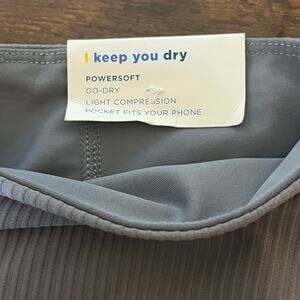 I keep you dry
POWERSOFT
GO-DRY
LIGHT COMPRESSION
POCKET FITS YOUR PHONE